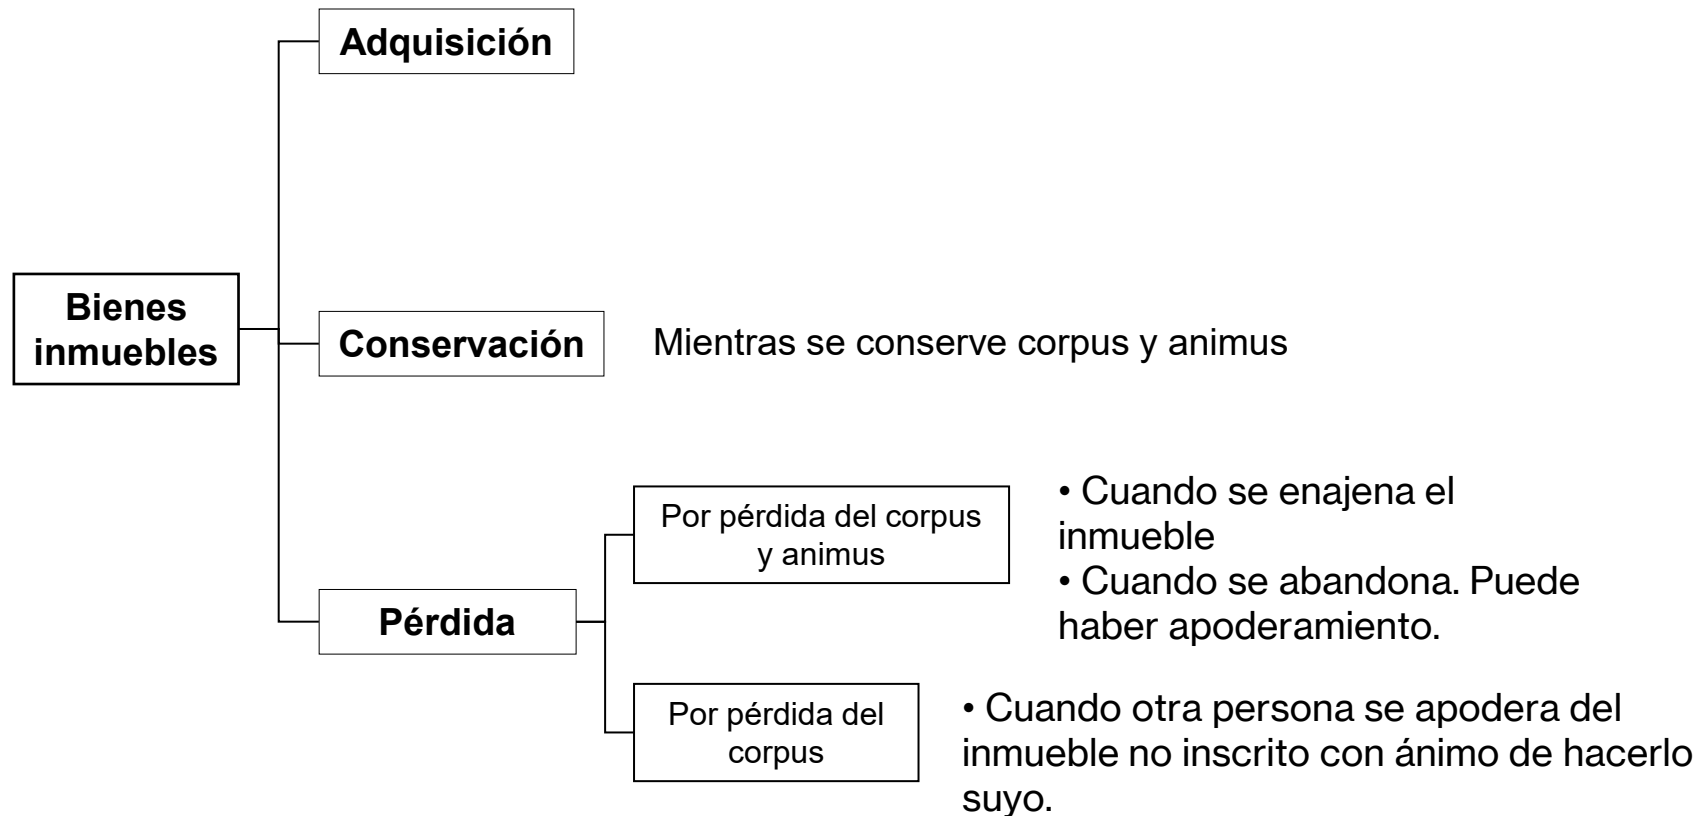 Adquisición
Bienes
inmuebles
Conservación
Mientras se conserve corpus y animus
Pérdida
Por pérdida del corpus
y animus
• Cuando se enajena el
inmueble
• Cuando se abandona. Puede
haber apoderamiento.
Por pérdida del
corpus
• Cuando otra persona se apodera del
inmueble no inscrito con ánimo de hacerlo
suyo.